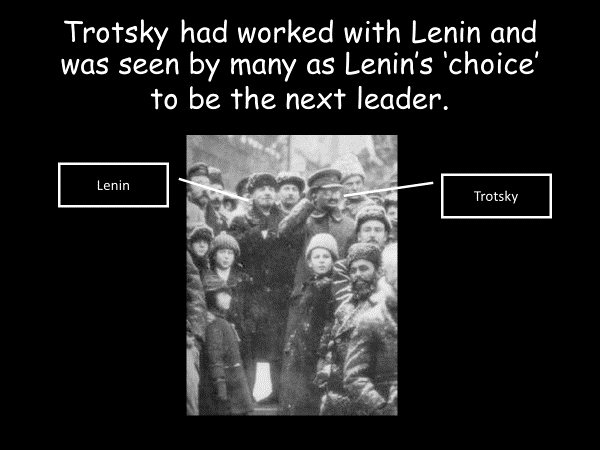 Trotsky had worked with Lenin and
was seen by many as Lenin's 'choice'
to be the next leader.
Lenin
Trotsky